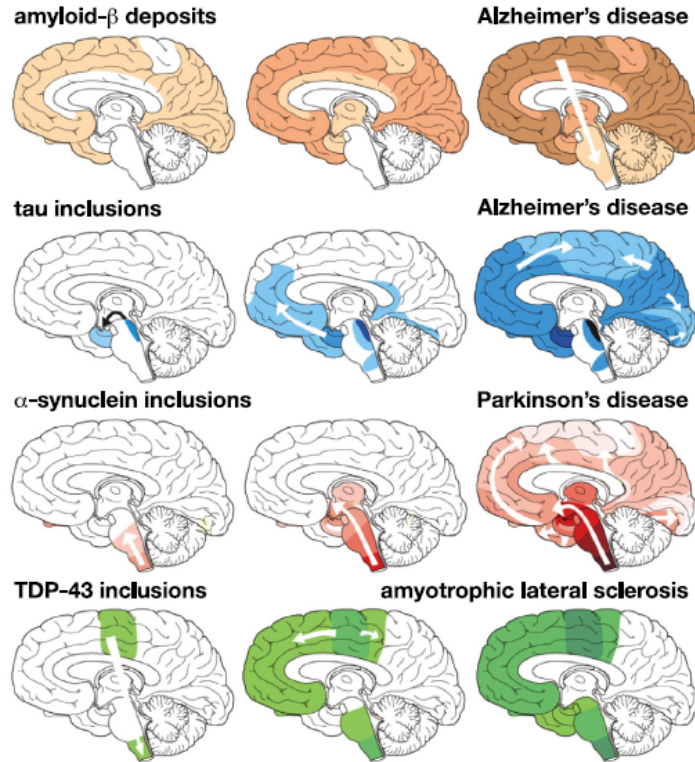 amyloid-β deposits
Alzheimer's disease
tau inclusions
Alzheimer's disease
α-synuclein inclusions
Parkinson's disease
TDP-43 inclusions
amyotrophic lateral sclerosis